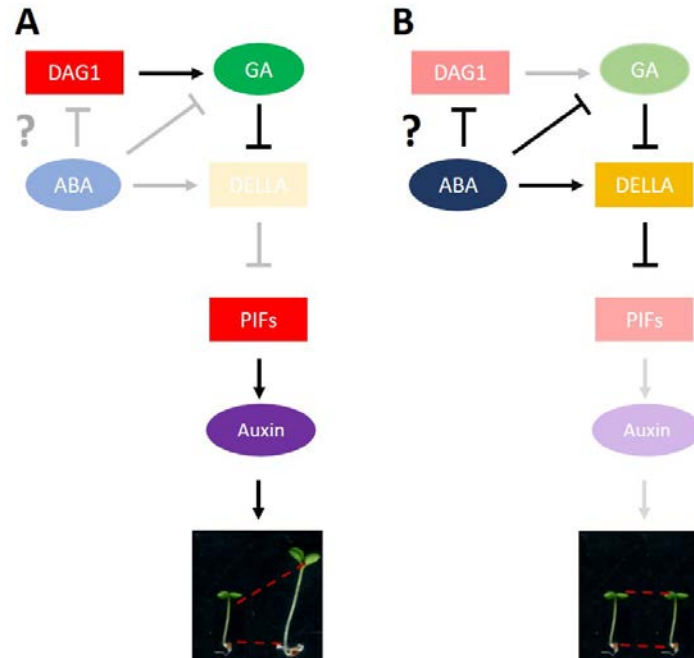 A
B
DAG1
GA
DAG1
GA
?
?
ABA
DELLA
ABA
DELLA
PIFs
PIFs
Auxin
Auxin